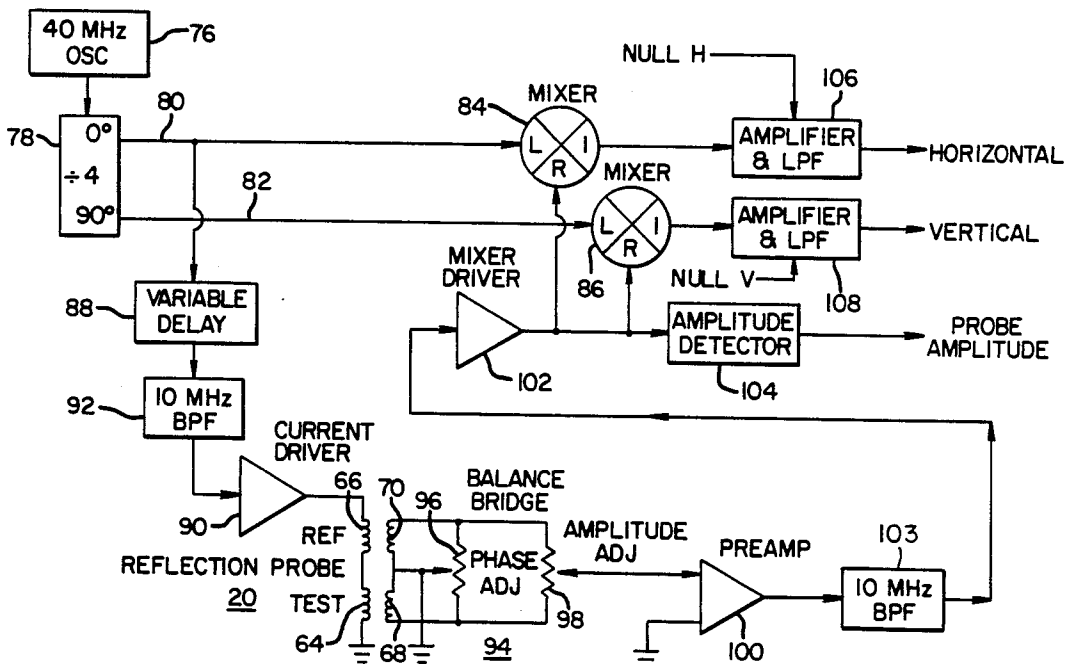 40 MHz
OSC
76
78
0°
÷4
90°
80
82
MIXER
84
L
I
R
MIXER
86
L
I
R
NULL H
106
AMPLIFIER
& LPF
HORIZONTAL
AMPLIFIER
& LPF
VERTICAL
NULL V
108
88
VARIABLE
DELAY
MIXER
DRIVER
102
AMPLITUDE
DETECTOR
104
PROBE
AMPLITUDE
92
10 MHz
BPF
CURRENT
DRIVER
90
66
70
REF
REFLECTION PROBE
20
TEST
64
68
96
BALANCE
BRIDGE
PHASE
ADJ
94
98
AMPLITUDE
ADJ
PREAMP
100
103
10 MHz
BPF